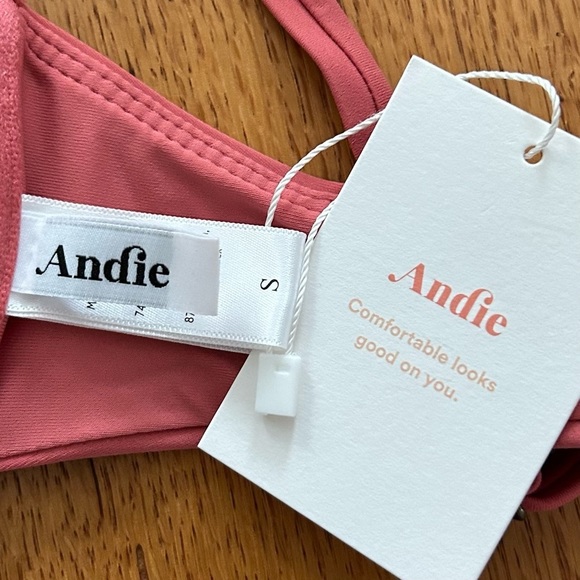 Andie
S
Andie
Comfortable looks
good on you.